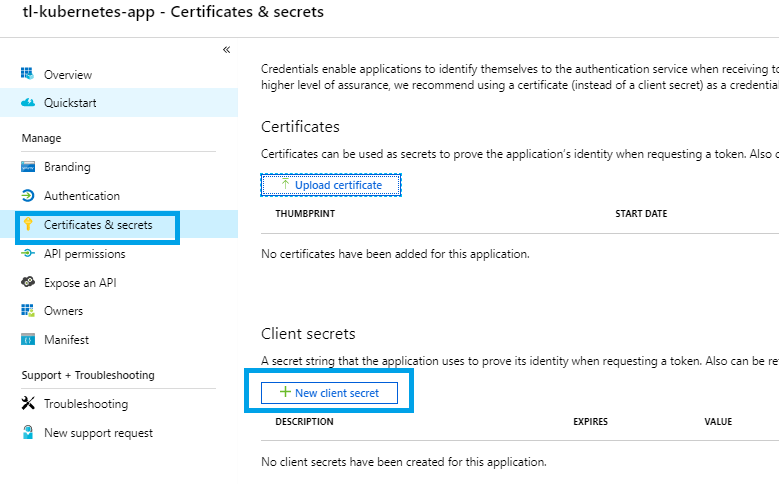 tl-kubernetes-app - Certificates & secrets
«
Overview
Quickstart
Manage
Branding
Authentication
Certificates & secrets
API permissions
Expose an API
Owners
Manifest
Support + Troubleshooting
Troubleshooting
New support request
Credentials enable applications to identify themselves to the authentication service when receiving to
higher level of assurance, we recommend using a certificate (instead of a client secret) as a credentia
Certificates
Certificates can be used as secrets to prove the application's identity when requesting a token. Also c
Upload certificate
THUMBPRINT START DATE
No certificates have been added for this application.
Client secrets
A secret string that the application uses to prove its identity when requesting a token. Also can be re
New client secret
DESCRIPTION EXPIRES VALUE
No client secrets have been created for this application.